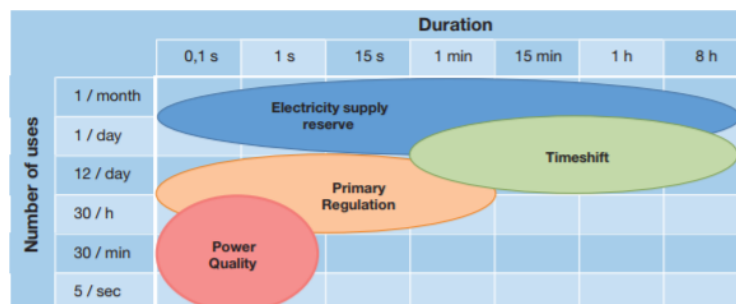 Duration
0,1 s 1 s 15 s 1 min 15 min 1 h 8 h
Number of uses
1 / month
1 / day
12 / day
30 / h
30 / min
5 / sec
Electricity supply
reserve
Timeshift
Primary
Regulation
Power
Quality